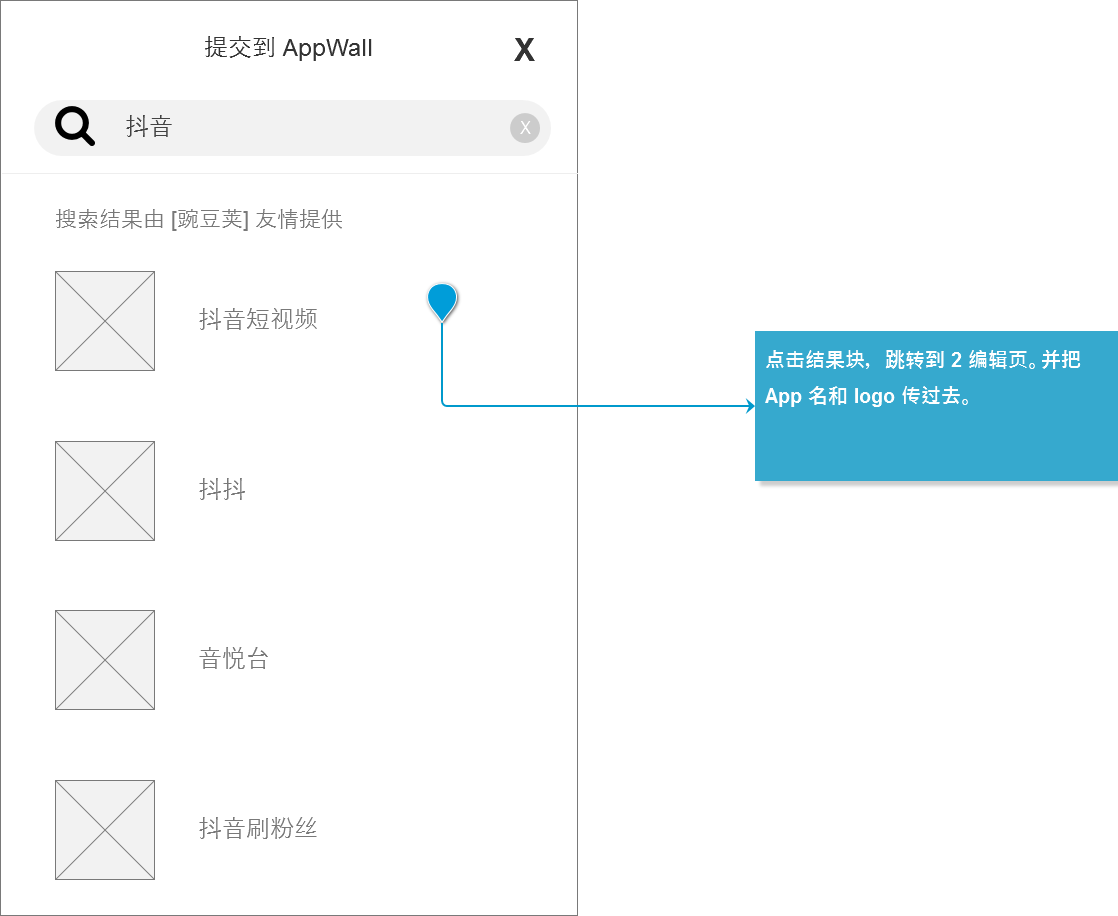 提交到 AppWall
X
抖音
X
搜索结果由 [豌豆荚] 友情提供
抖音短视频
点击结果块，跳转到 2 编辑页。并把
App 名和 logo 传过去。
抖抖
音悦台
抖音刷粉丝